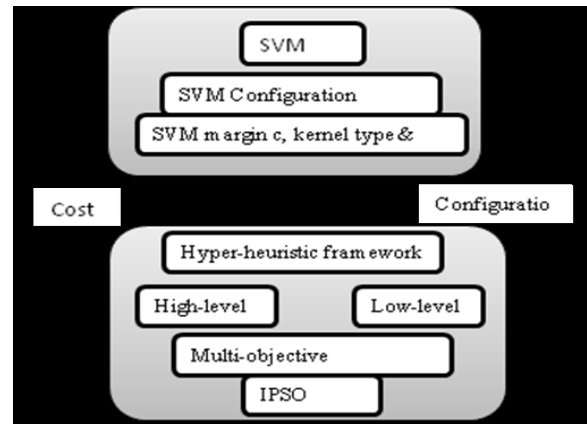 SVM
SVM Configuration
SVM margin c, kernel type &
Cost
Configuratio
Hyper-heuristic framework
High-level
Low-level
Multi-objective
IPSO